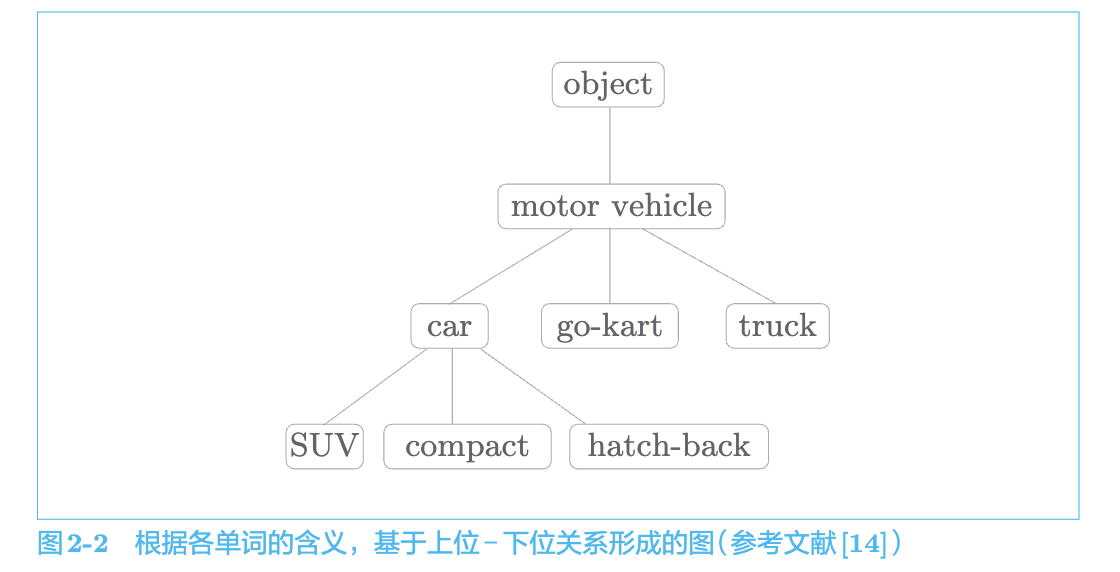 object
motor vehicle
car go-kart truck
SUV compact hatch-back
图2-2 根据各单词的含义，基于上位－下位关系形成的图（参考文献[14]）